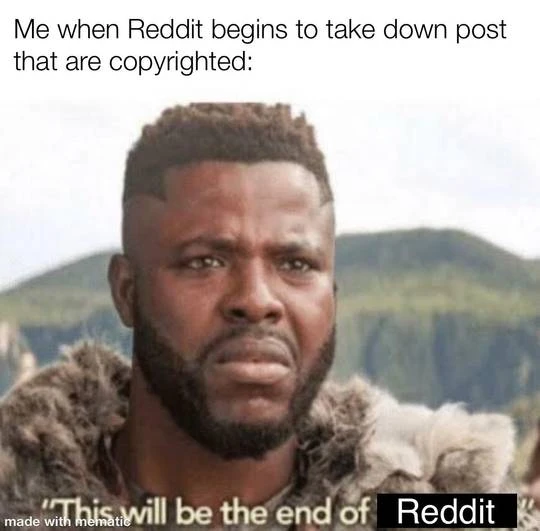 Me when Reddit begins to take down post
that are copyrighted:
"This will be the end of Reddit "
made with mematic